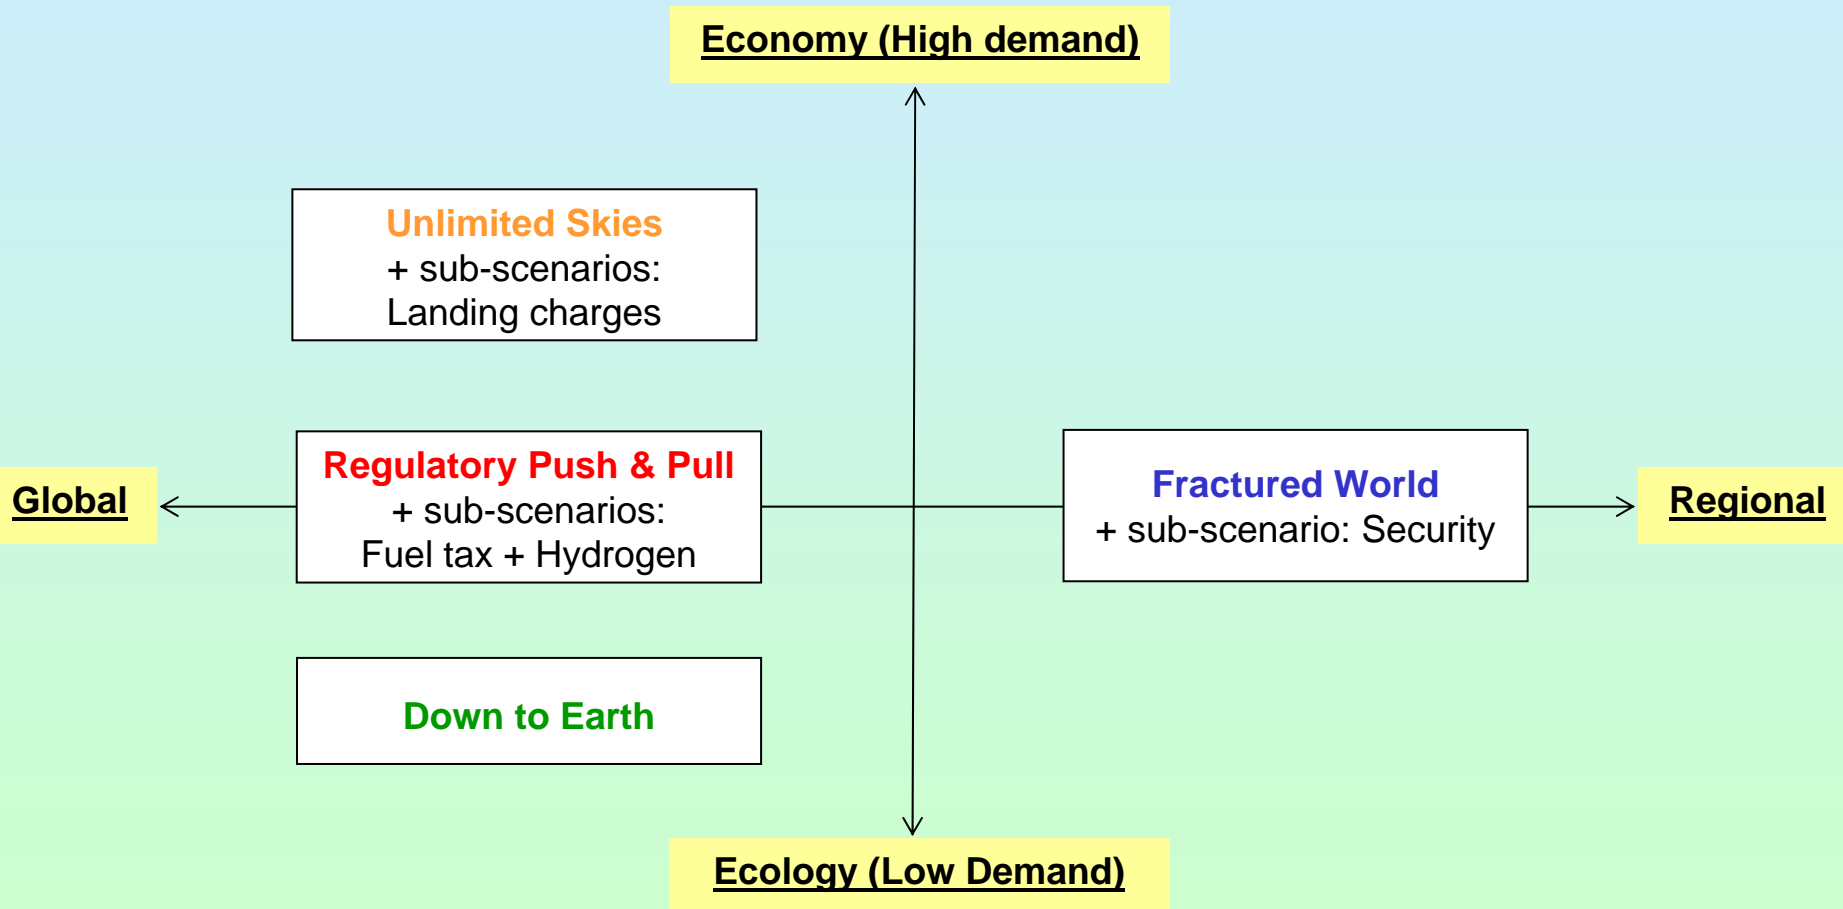 Economy (High demand)
Unlimited Skies
+ sub-scenarios:
Landing charges
Global
Regulatory Push & Pull
+ sub-scenarios:
Fuel tax + Hydrogen
Fractured World
+ sub-scenario: Security
Regional
Down to Earth
Ecology (Low Demand)